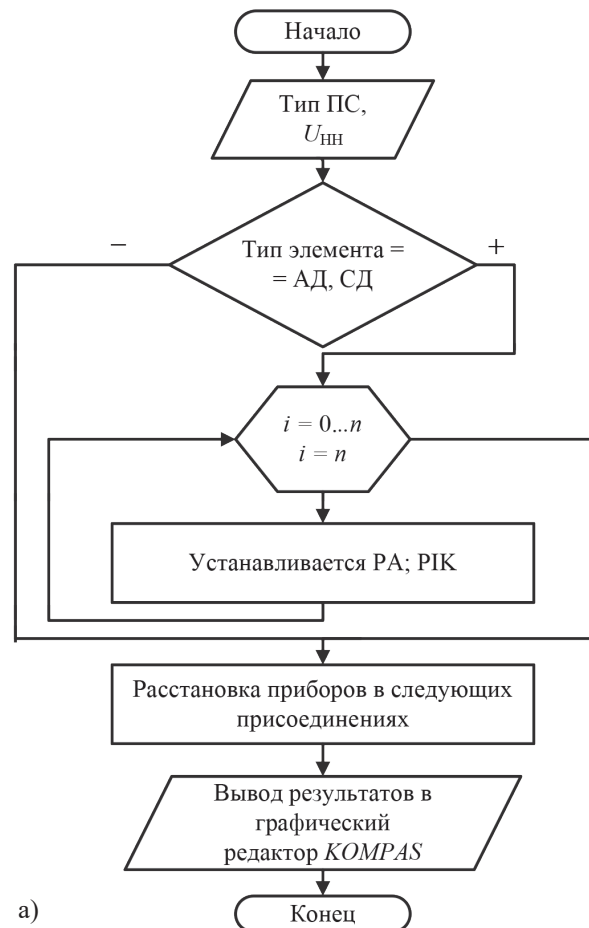 Начало
Тип ПС,
U_НН
–
Тип элемента =
= АД, СД
+
i = 0...n
i = n
Устанавливается PA; PIK
Расстановка приборов в следующих
присоединениях
Вывод результатов в
графический
редактор KOMPAS
а)
Конец